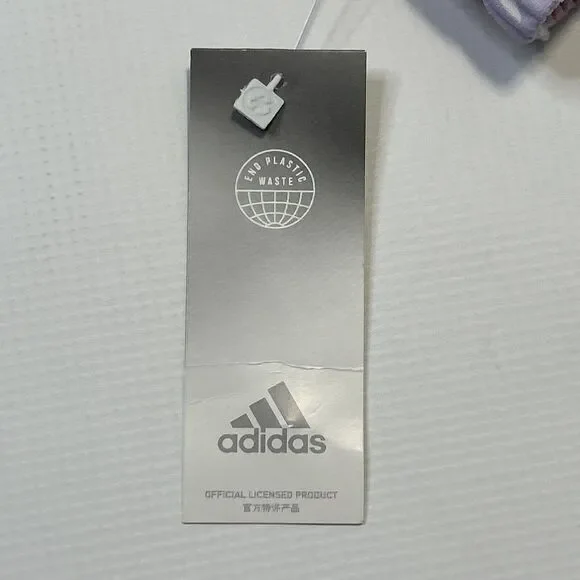 END PLASTIC
WASTE
adidas
OFFICIAL LICENSED PRODUCT
官方特许产品